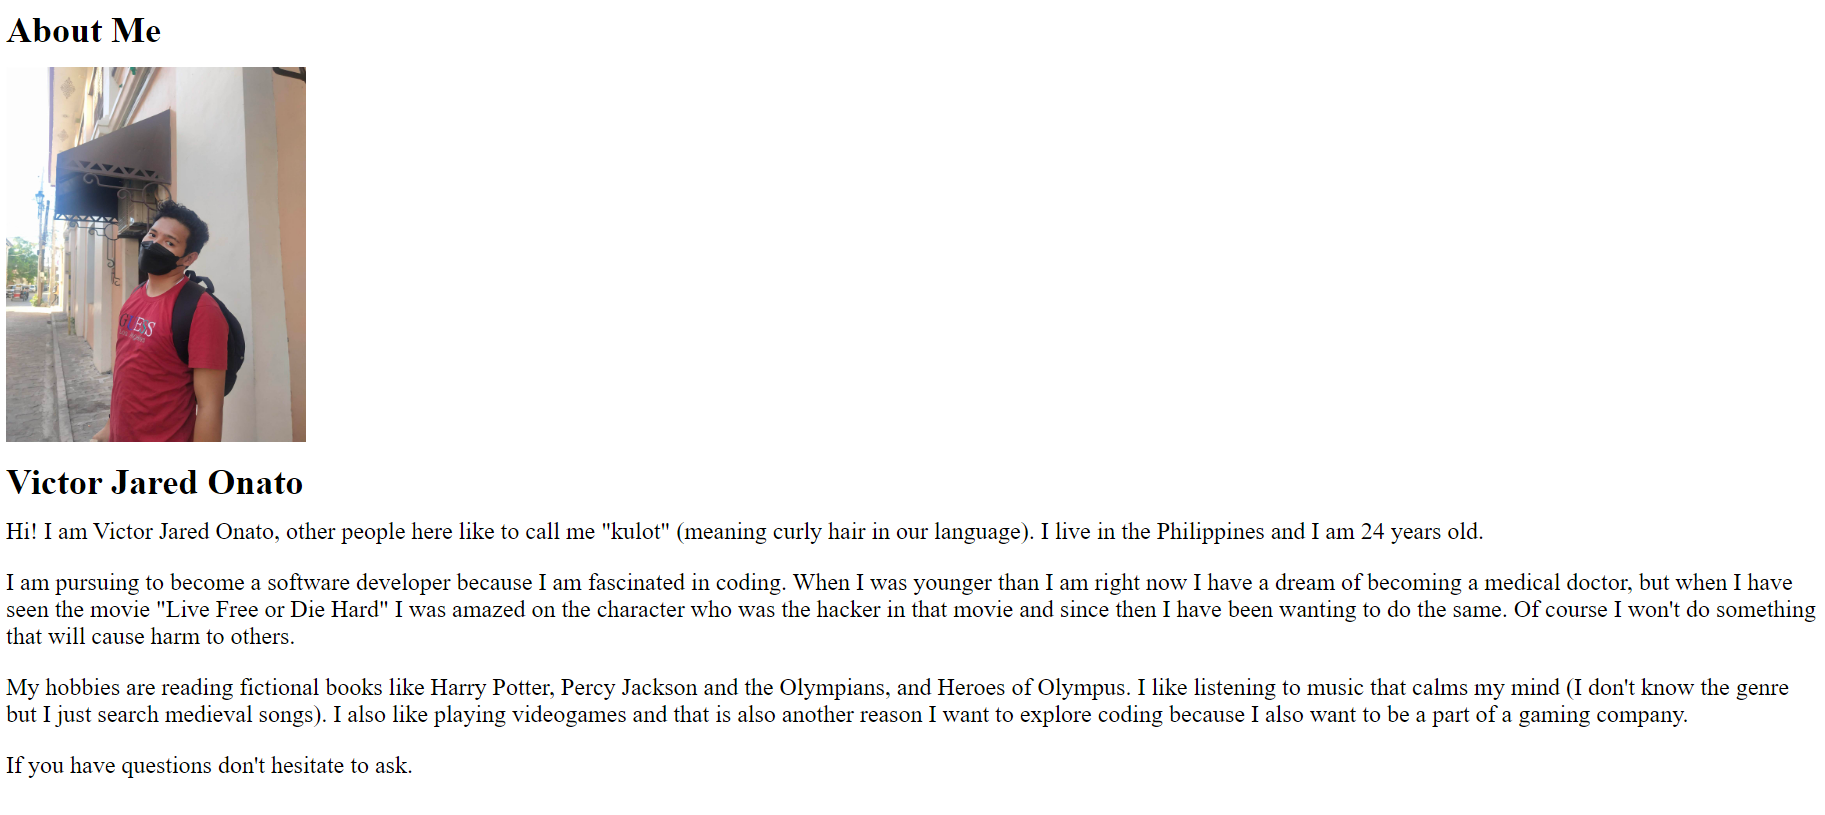 About Me
GUESS
Victor Jared Onato
Hi! I am Victor Jared Onato, other people here like to call me "kulot" (meaning curly hair in our language). I live in the Philippines and I am 24 years old.
I am pursuing to become a software developer because I am fascinated in coding. When I was younger than I am right now I have a dream of becoming a medical doctor, but when I have
seen the movie "Live Free or Die Hard" I was amazed on the character who was the hacker in that movie and since then I have been wanting to do the same. Of course I won't do something
that will cause harm to others.
My hobbies are reading fictional books like Harry Potter, Percy Jackson and the Olympians, and Heroes of Olympus. I like listening to music that calms my mind (I don't know the genre
but I just search medieval songs). I also like playing videogames and that is also another reason I want to explore coding because I also want to be a part of a gaming company.
If you have questions don't hesitate to ask.